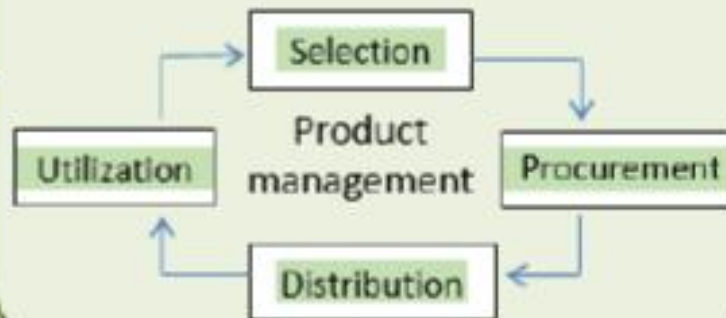 Selection
Product
management
Utilization
Procurement
Distribution